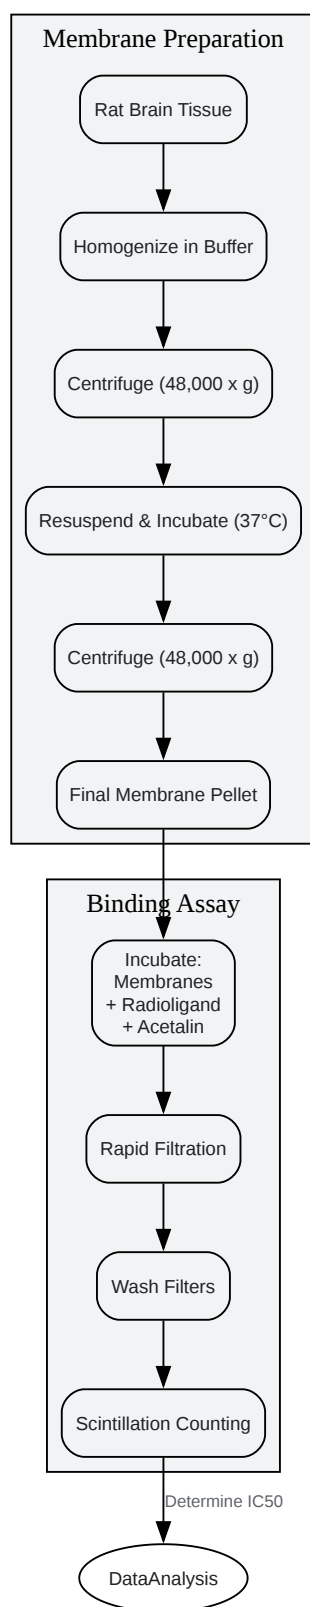 Membrane Preparation
Rat Brain Tissue
Homogenize in Buffer
Centrifuge (48,000 x g)
Resuspend & Incubate (37°C)
Centrifuge (48,000 x g)
Final Membrane Pellet
Binding Assay
Incubate:
Membranes
+ Radioligand
+ Acetalin
Rapid Filtration
Wash Filters
Scintillation Counting
Determine IC50
DataAnalysis